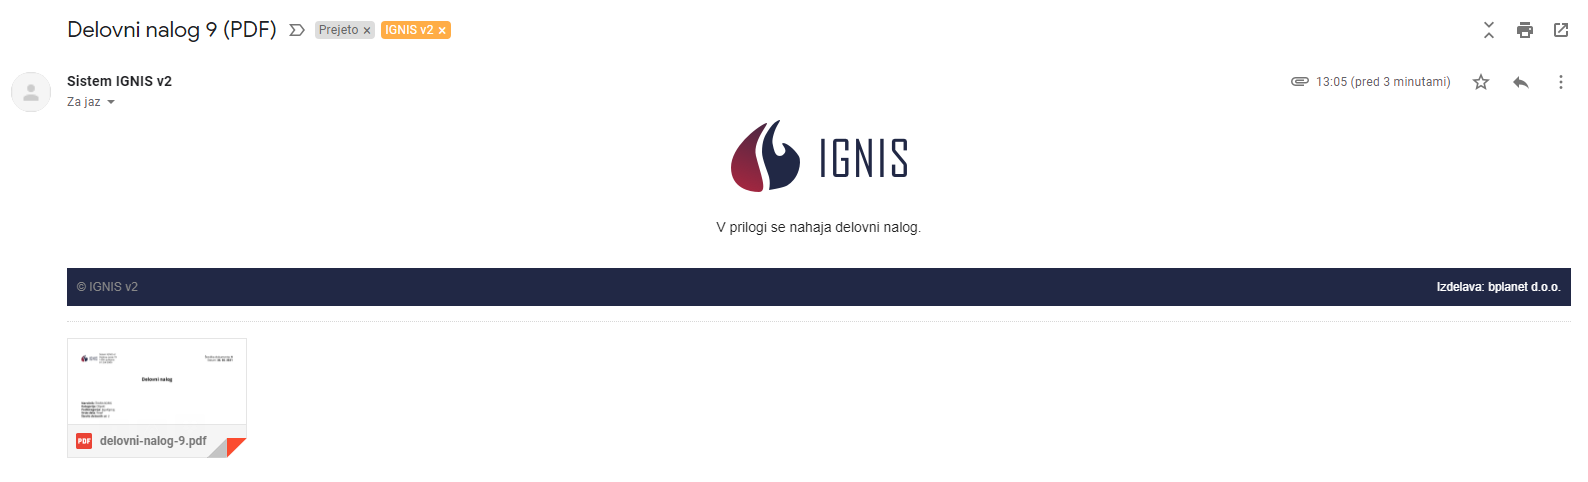 Delovni nalog 9 (PDF)
Prejeto ×
IGNIS v2 ×
Sistem IGNIS v2
13:05 (pred 3 minutami)
Za jaz
IGNIS
V prilogi se nahaja delovni nalog.
© IGNIS v2
Izdelava: bplanet d.o.o.
IGNIS
Delovni nalog
PDF
delovni-nalog-9.pdf